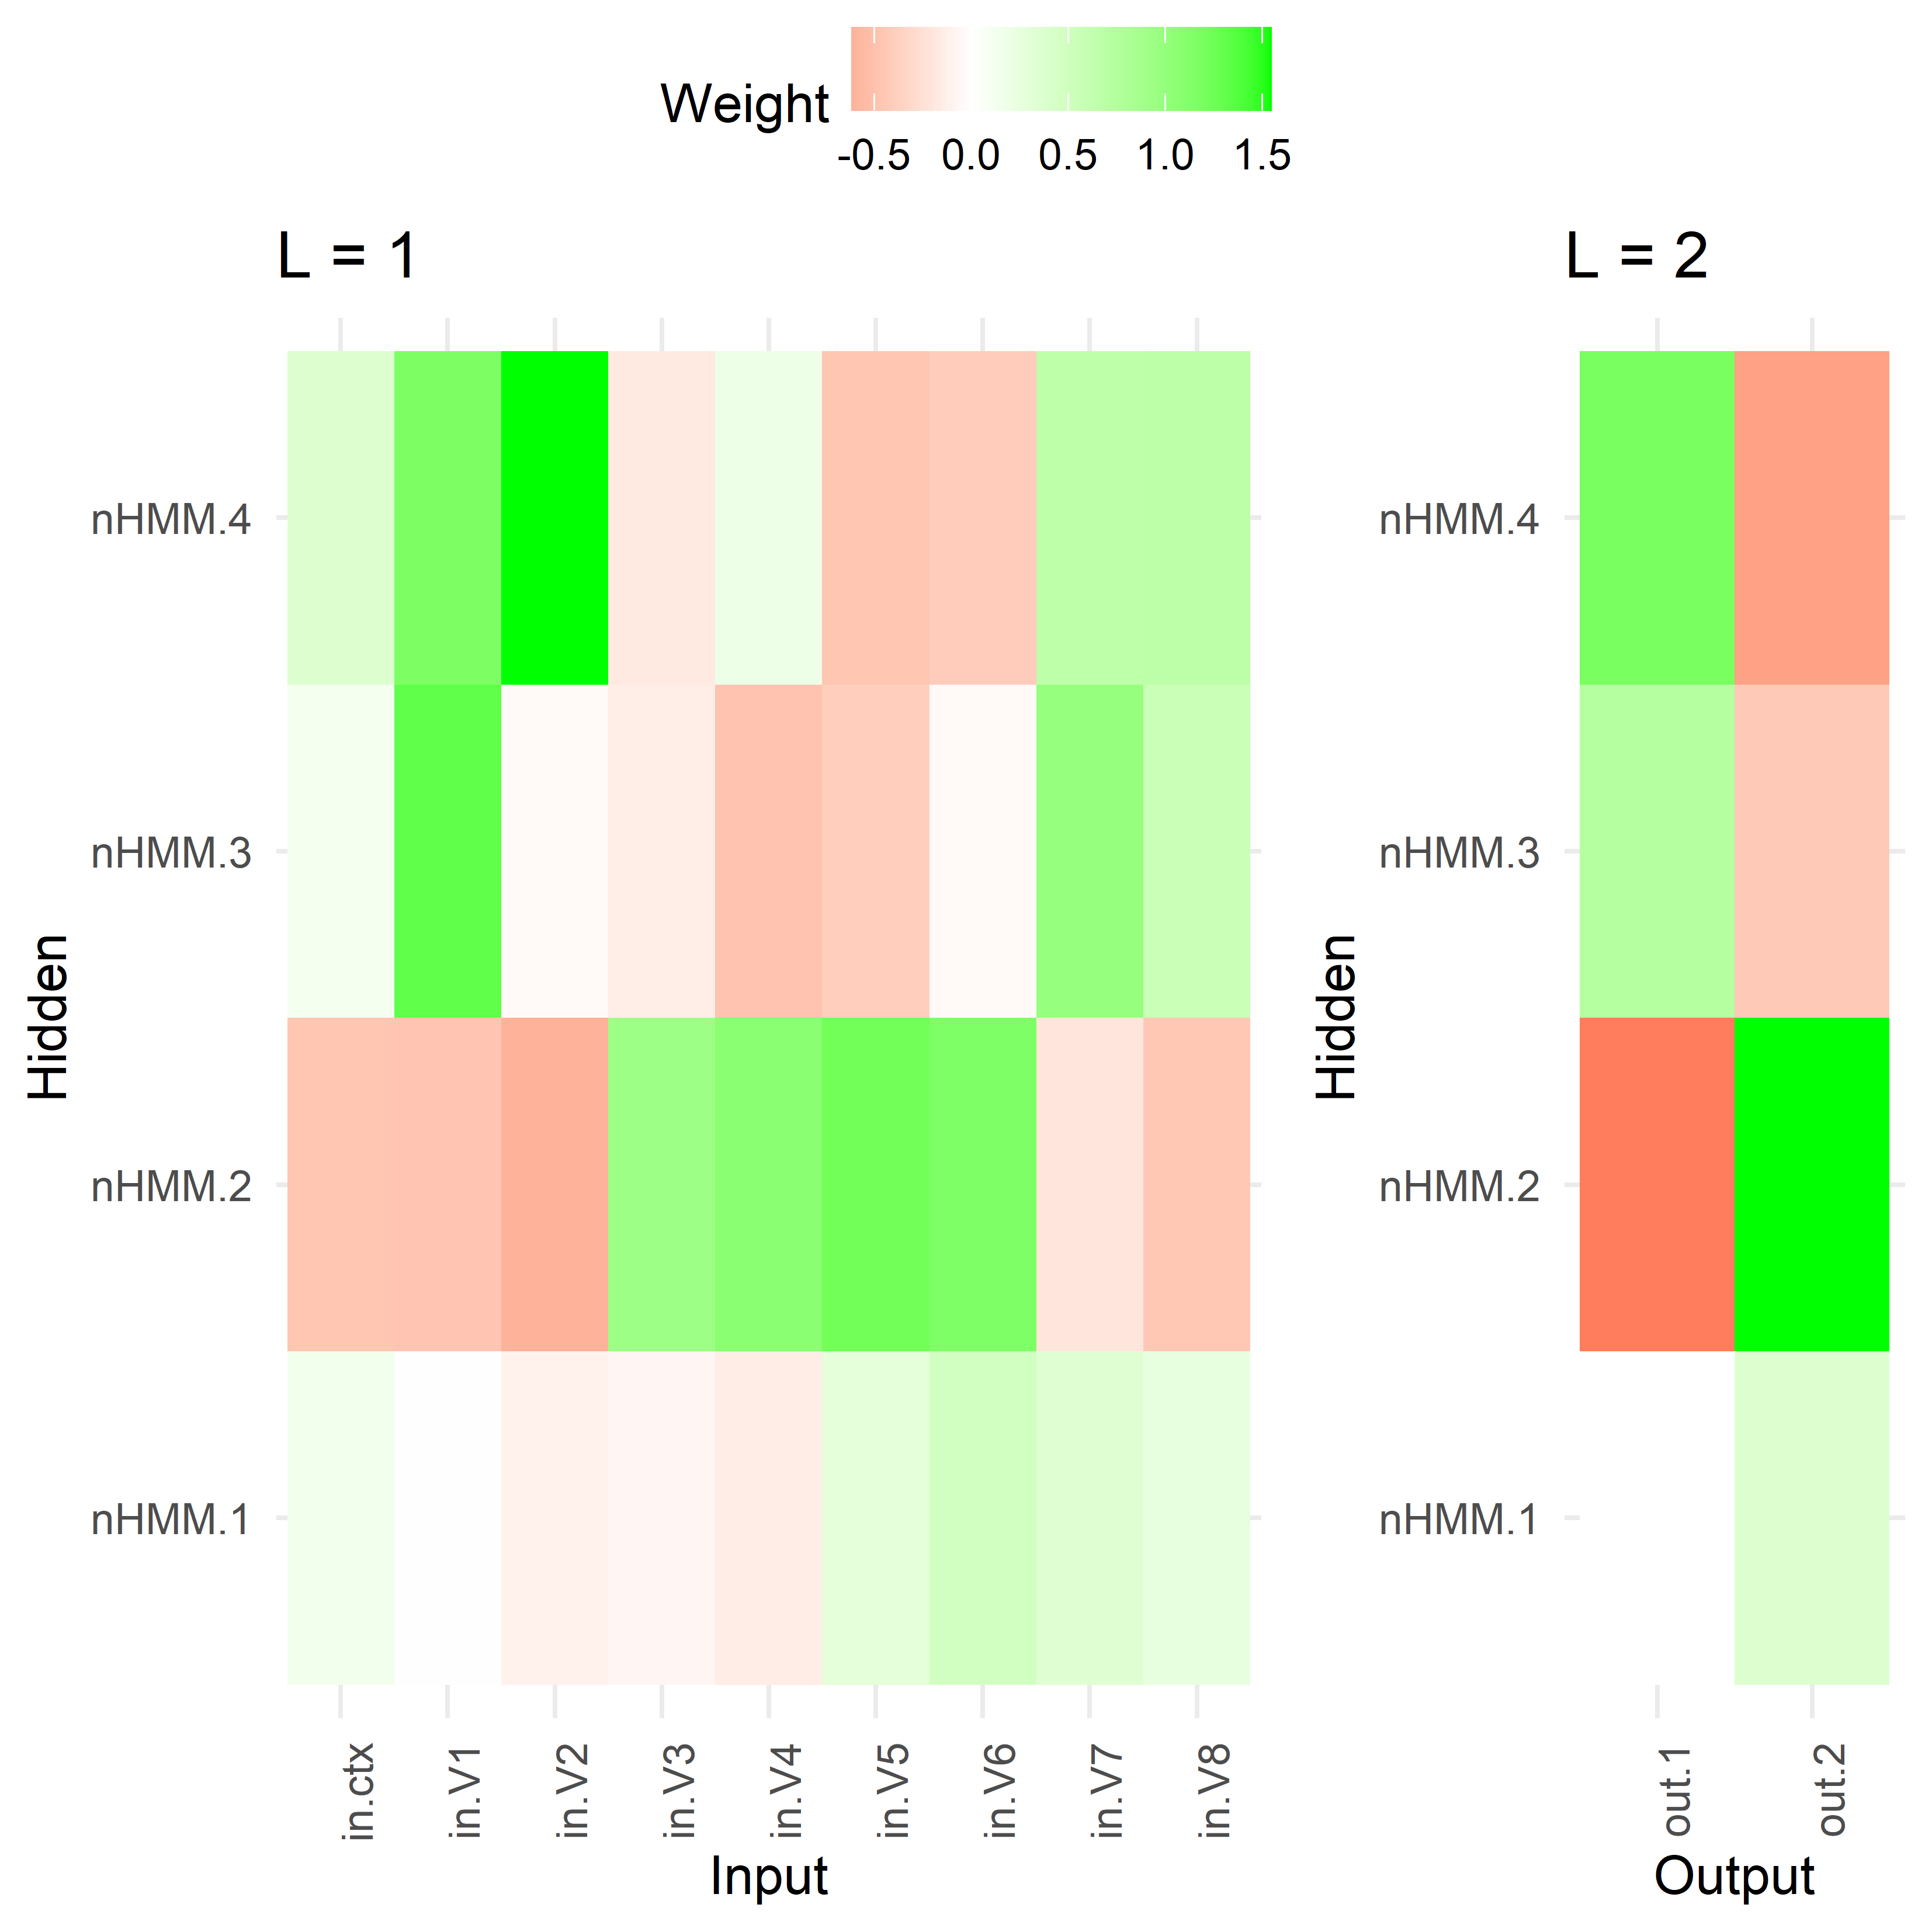 Weight
-0.5 0.0 0.5 1.0 1.5
L = 1
nHMM.4
nHMM.3
nHMM.2
nHMM.1
Hidden
in.ctx in.V1 in.V2 in.V3 in.V4 in.V5 in.V6 in.V7 in.V8
Input
L = 2
nHMM.4
nHMM.3
nHMM.2
nHMM.1
Hidden
out.1 out.2
Output